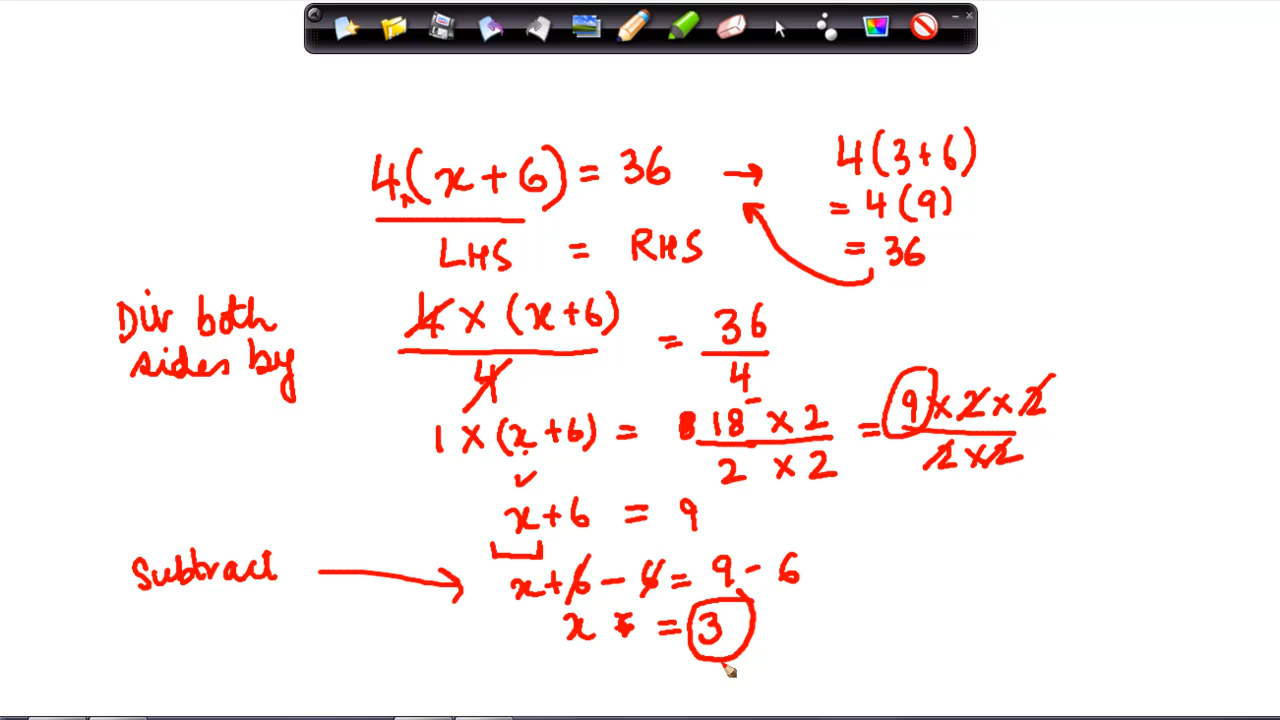 4(x+6) = 36 → 4(3+6)
= 4(9)
LHS = RHS = 36
Div both sides by
4 × (x+6) / 4 = 36 / 4
1 × (x+6) = 18 × 2 / 2 × 2 = 9 × 2 × 2 / 2 × 2
x+6 = 9
Subtract → x+6 - 6 = 9 - 6
x = 3